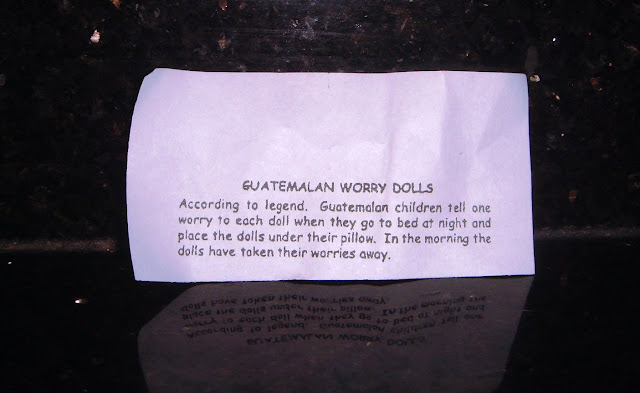 GUATEMALAN WORRY DOLLS
According to legend. Guatemalan children tell one
worry to each doll when they go to bed at night and
place the dolls under their pillow. In the morning the
dolls have taken their worries away.